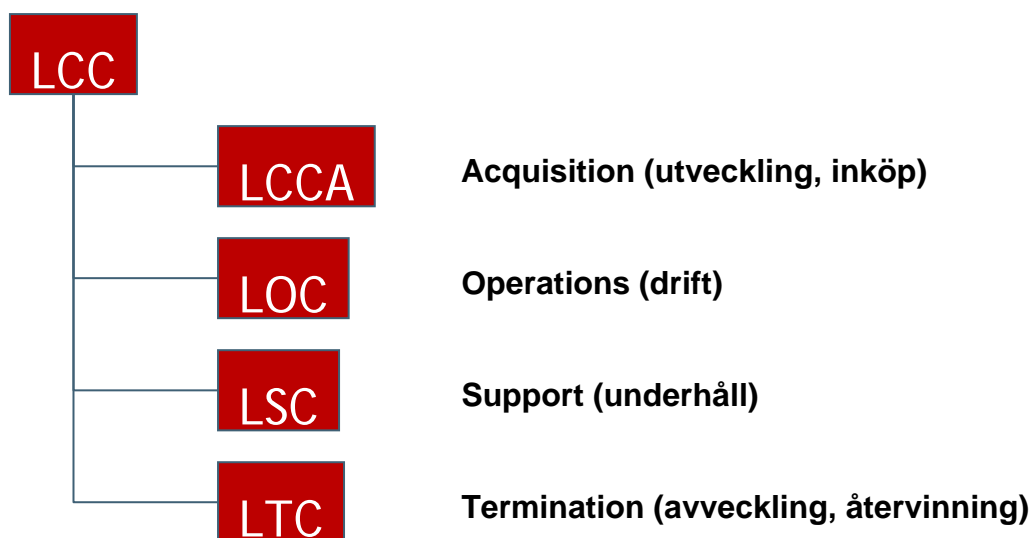 LCC
LCCA Acquisition (utveckling, inköp)
LOC Operations (drift)
LSC Support (underhåll)
LTC Termination (avveckling, återvinning)